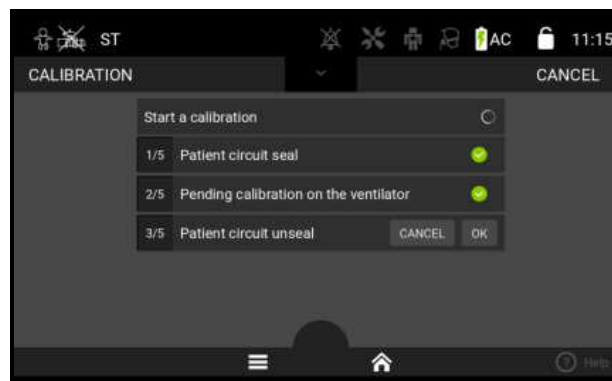 ST AC 11:15
CALIBRATION CANCEL
Start a calibration
1/5 Patient circuit seal
2/5 Pending calibration on the ventilator
3/5 Patient circuit unseal CANCEL OK
Help